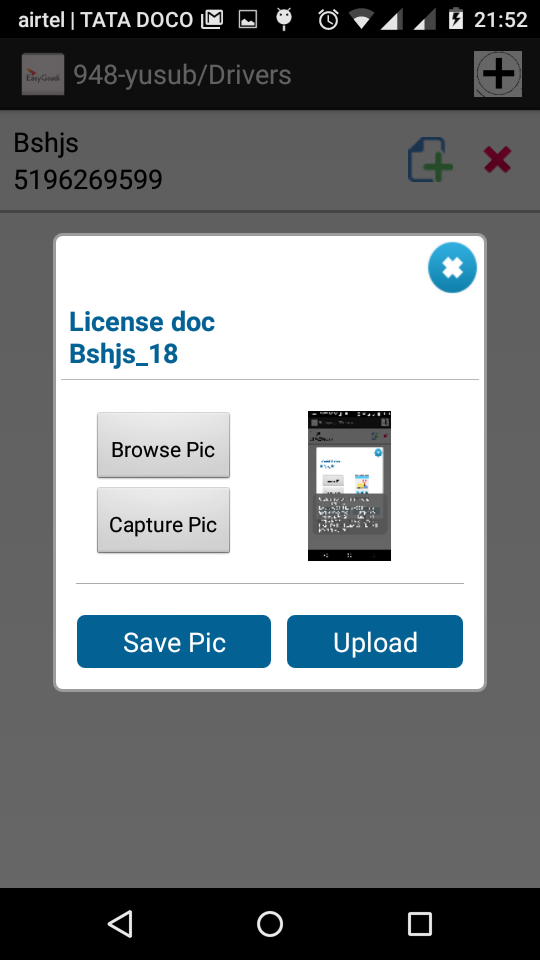 airtel | TATA DOCO 21:52
EasyGaadi
948-yusub/Drivers
Bshjs
5196269599
License doc
Bshjs_18
Browse Pic
Capture Pic
Save Pic
Upload